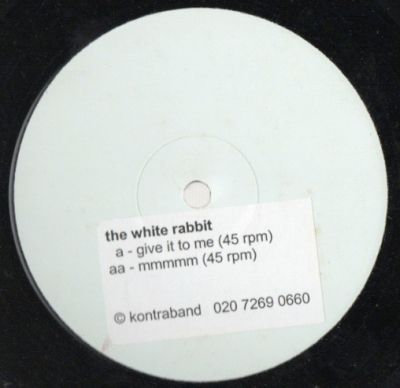 the white rabbit
a - give it to me (45 rpm)
aa - mmmmm (45 rpm)
© kontraband 020 7269 0660